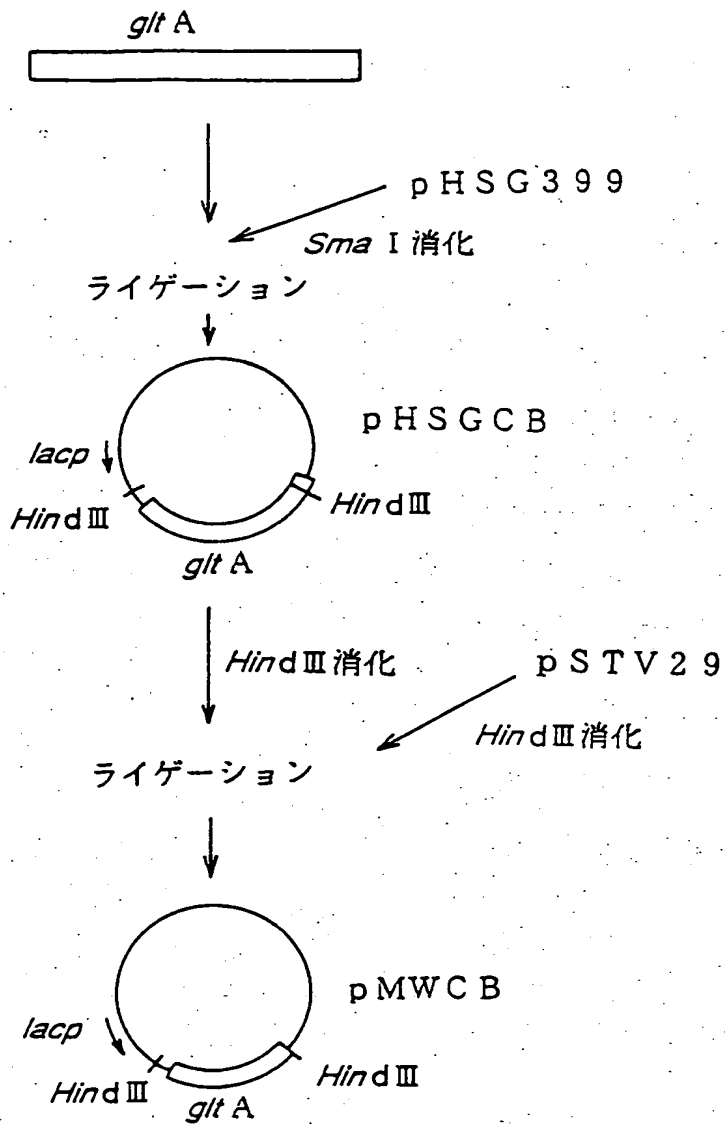 glt A
pHSG399
Sma I 消化
ライゲーション
pHSGCB
lacp
Hind III
Hind III
glt A
Hind III 消化
pSTV29
Hind III 消化
ライゲーション
pMWCB
lacp
Hind III
Hind III
glt A